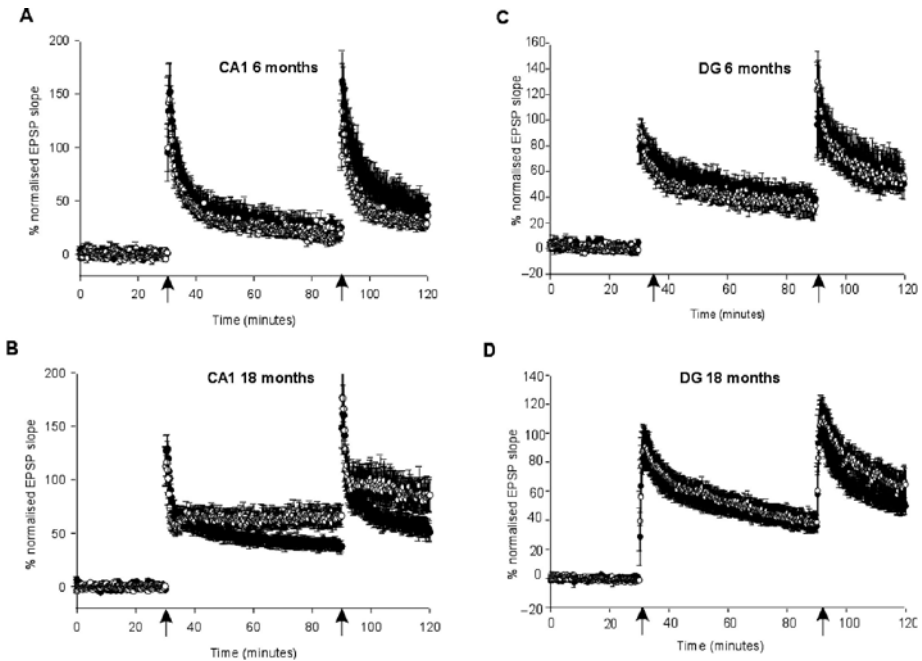 A
CA1 6 months
% normalised EPSP slope
200
150
100
50
0
0 20 40 60 80 100 120
Time (minutes)
C
DG 6 months
% normalised EPSP slope
160
140
120
100
80
60
40
20
0
−20
0 20 40 60 80 100 120
Time (minutes)
B
CA1 18 months
% normalised EPSP slope
200
150
100
50
0
0 20 40 60 80 100 120
Time (minutes)
D
DG 18 months
% normalised EPSP slope
140
120
100
80
60
40
20
0
−20
0 20 40 60 80 100 120
Time (minutes)